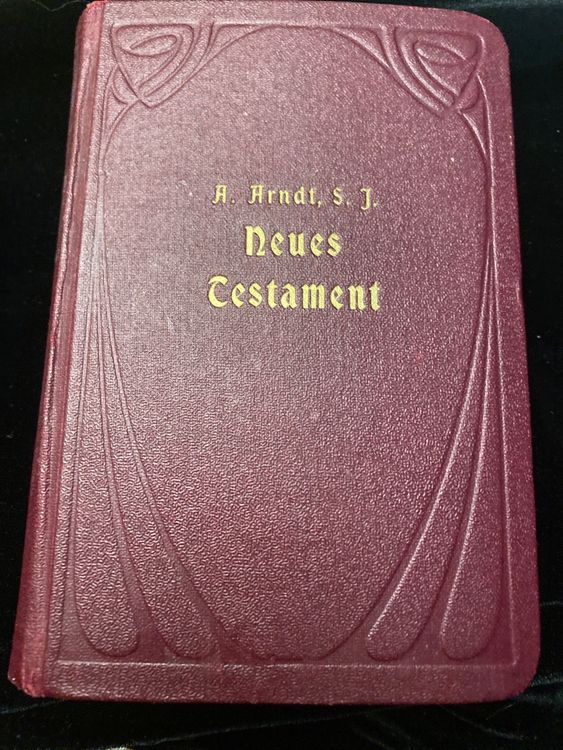 A. Arndt, S. J.
Neues
Testament